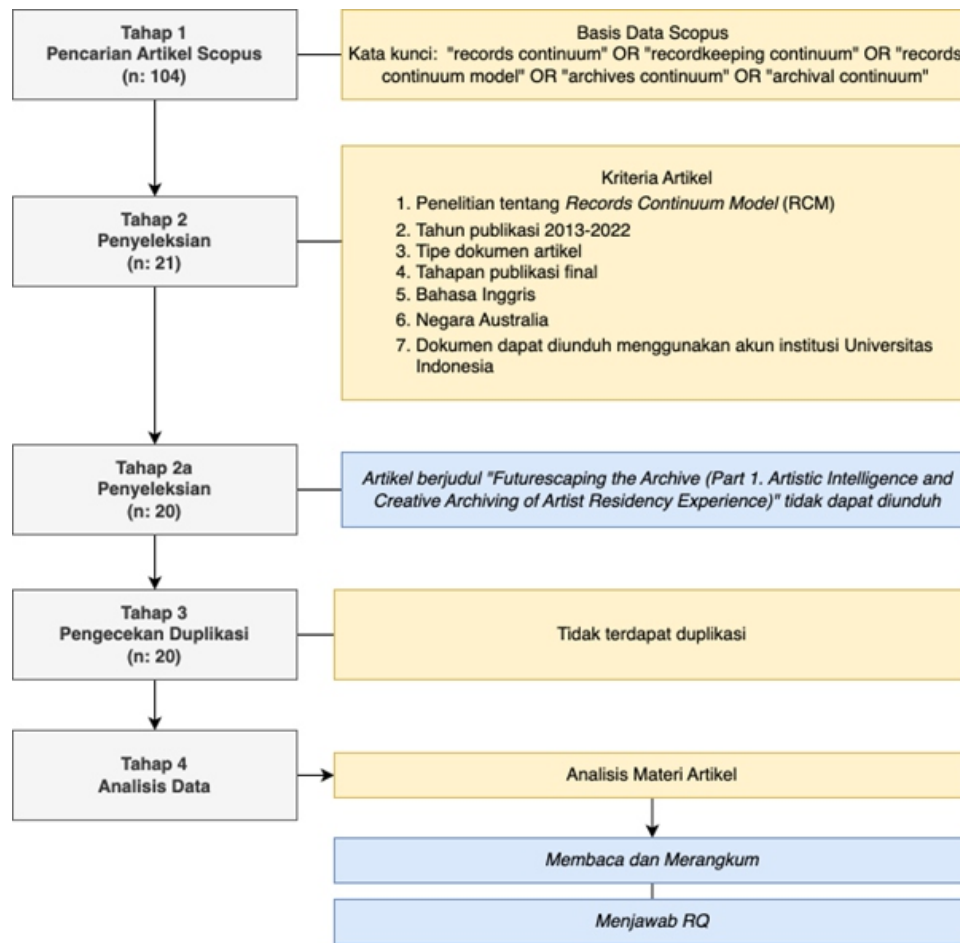 Tahap 1
Pencarian Artikel Scopus
(n: 104)
Basis Data Scopus
Kata kunci: "records continuum" OR "recordkeeping continuum" OR "records
continuum model" OR "archives continuum" OR "archival continuum"
Tahap 2
Penyeleksian
(n: 21)
Kriteria Artikel
1. Penelitian tentang Records Continuum Model (RCM)
2. Tahun publikasi 2013-2022
3. Tipe dokumen artikel
4. Tahapan publikasi final
5. Bahasa Inggris
6. Negara Australia
7. Dokumen dapat diunduh menggunakan akun institusi Universitas
Indonesia
Tahap 2a
Penyeleksian
(n: 20)
Artikel berjudul "Futurescaping the Archive (Part 1. Artistic Intelligence and
Creative Archiving of Artist Residency Experience)" tidak dapat diunduh
Tahap 3
Pengecekan Duplikasi
(n: 20)
Tidak terdapat duplikasi
Tahap 4
Analisis Data
Analisis Materi Artikel
Membaca dan Merangkum
Menjawab RQ